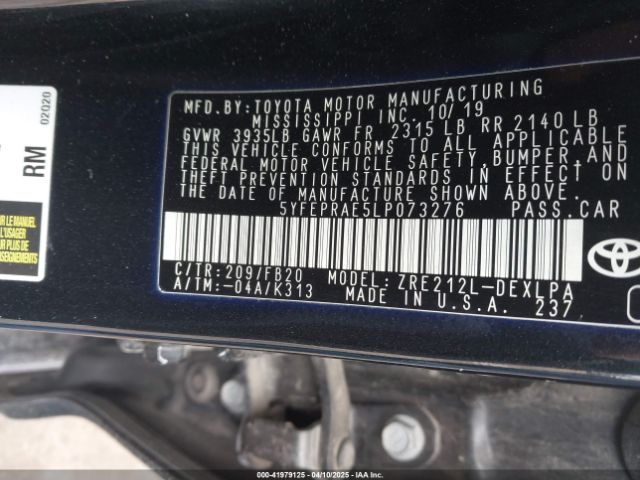 MFD. BY: TOYOTA MOTOR MANUFACTURING
MISSISSIPPI INC. 10/19
GVWR 3935LB GAWR FR 2315 LB RR 2140 LB
THIS VEHICLE CONFORMS TO ALL APPLICABLE
FEDERAL MOTOR VEHICLE SAFETY, BUMPER, AND
THEFT PREVENTION STANDARDS IN EFFECT ON
THE DATE OF MANUFACTURE SHOWN ABOVE.
5YFEPRAE5LP073276 PASS. CAR
C/TR: 209/FB20 MODEL: ZRE212L-DEXLPA
A/TM: -04A/K313 MADE IN U.S.A. 237
TOYOTA
02020
RM
R LE MANUEL
000-41979125 04/10/2025 IAA Inc.